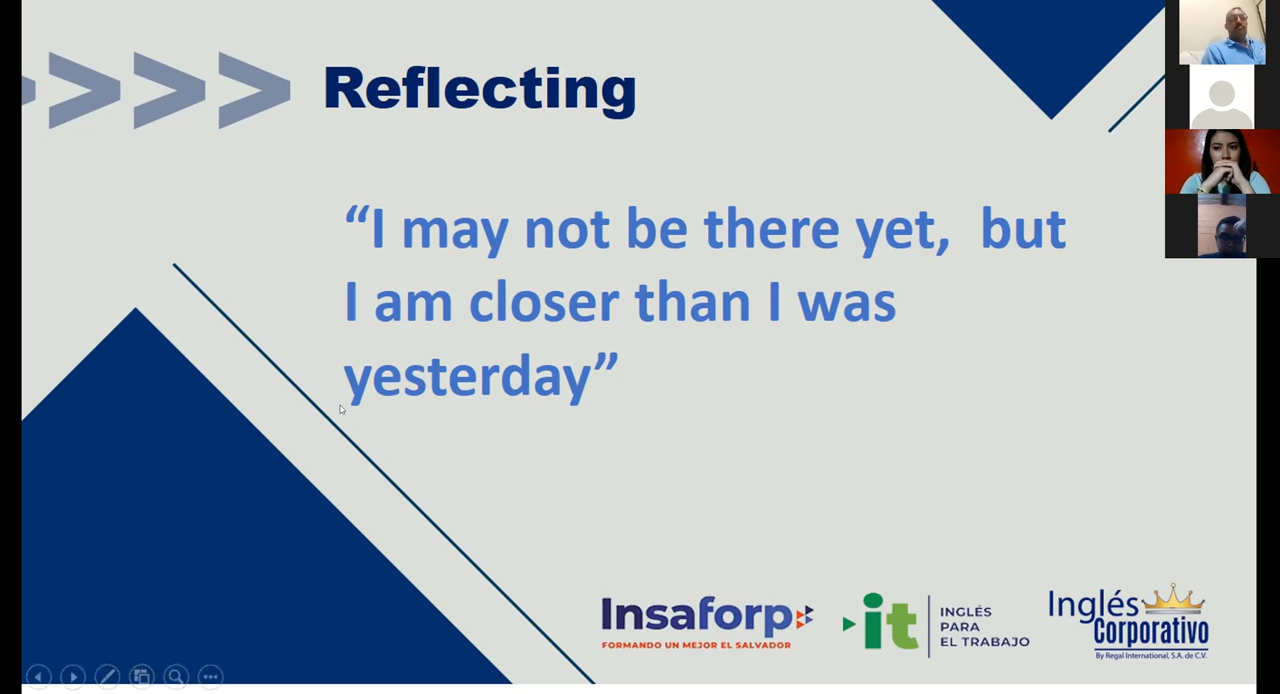 Reflecting
“I may not be there yet,  but
I am closer than I was
yesterday”
Insaforp
FORMANDO UN MEJOR EL SALVADOR
it
INGLÉS
PARA
EL TRABAJO
Inglés
Corporativo
By Regal International, S.A. de C.V.